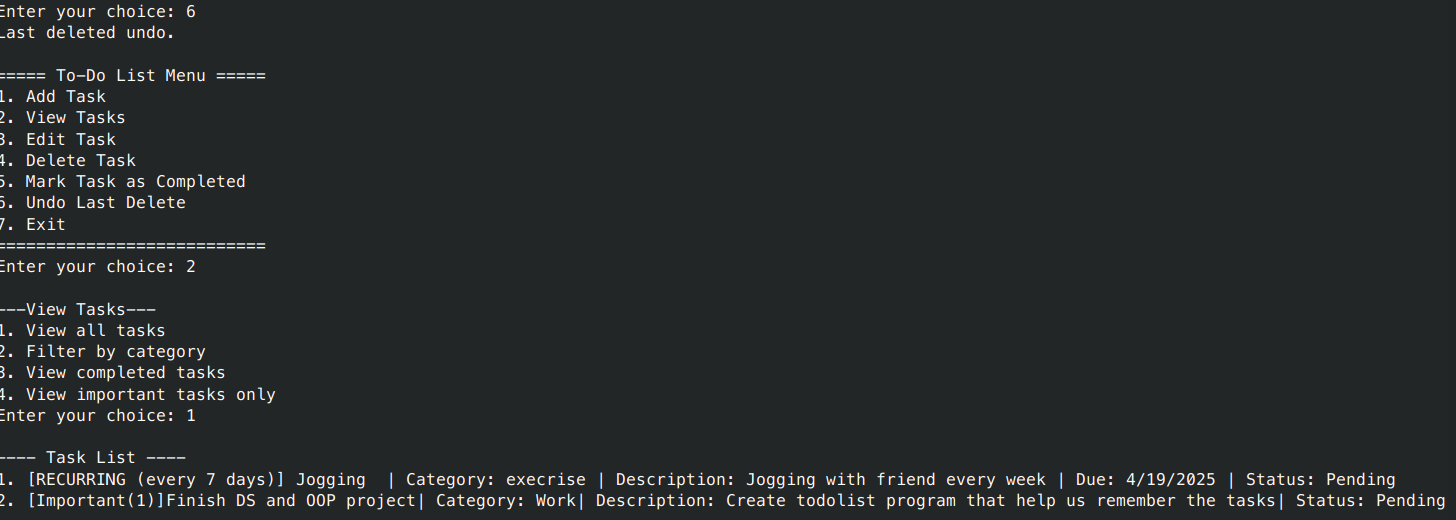 Enter your choice: 6
Last deleted undo.
===== To-Do List Menu =====
1. Add Task
2. View Tasks
3. Edit Task
4. Delete Task
5. Mark Task as Completed
6. Undo Last Delete
7. Exit
===========================
Enter your choice: 2
---View Tasks---
1. View all tasks
2. Filter by category
3. View completed tasks
4. View important tasks only
Enter your choice: 1
---- Task List ----
1. [RECURRING (every 7 days)] Jogging  | Category: execrise | Description: Jogging with friend every week | Due: 4/19/2025 | Status: Pending
2. [Important(1)]Finish DS and OOP project| Category: Work| Description: Create todolist program that help us remember the tasks| Status: Pending